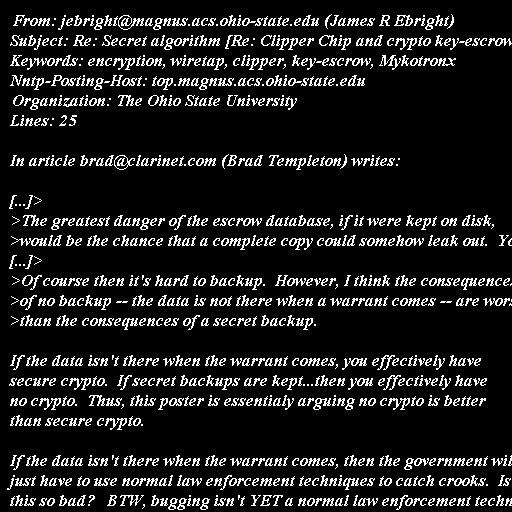 From: jebright@magnus.acs.ohio-state.edu (James R Ebright)
Subject: Re: Secret algorithm [Re: Clipper Chip and crypto key-escrow
Keywords: encryption, wiretap, clipper, key-escrow, Mykotronx
Nntp-Posting-Host: top.magnus.acs.ohio-state.edu
Organization: The Ohio State University
Lines: 25

In article brad@clarinet.com (Brad Templeton) writes:

[...]>
>The greatest danger of the escrow database, if it were kept on disk,
>would be the chance that a complete copy could somehow leak out.
[...]>
>Of course then it's hard to backup.  However, I think the consequences
>of no backup -- the data is not there when a warrant comes -- are
>than the consequences of a secret backup.

If the data isn't there when the warrant comes, you effectively have
secure crypto.  If secret backups are kept...then you effectively have
no crypto.  Thus, this poster is essentialy arguing no crypto is better
than secure crypto.

If the data isn't there when the warrant comes, then the government
just have to use normal law enforcement techniques to catch crooks.  Is
this so bad?   BTW, bugging isn't YET a normal law enforcement